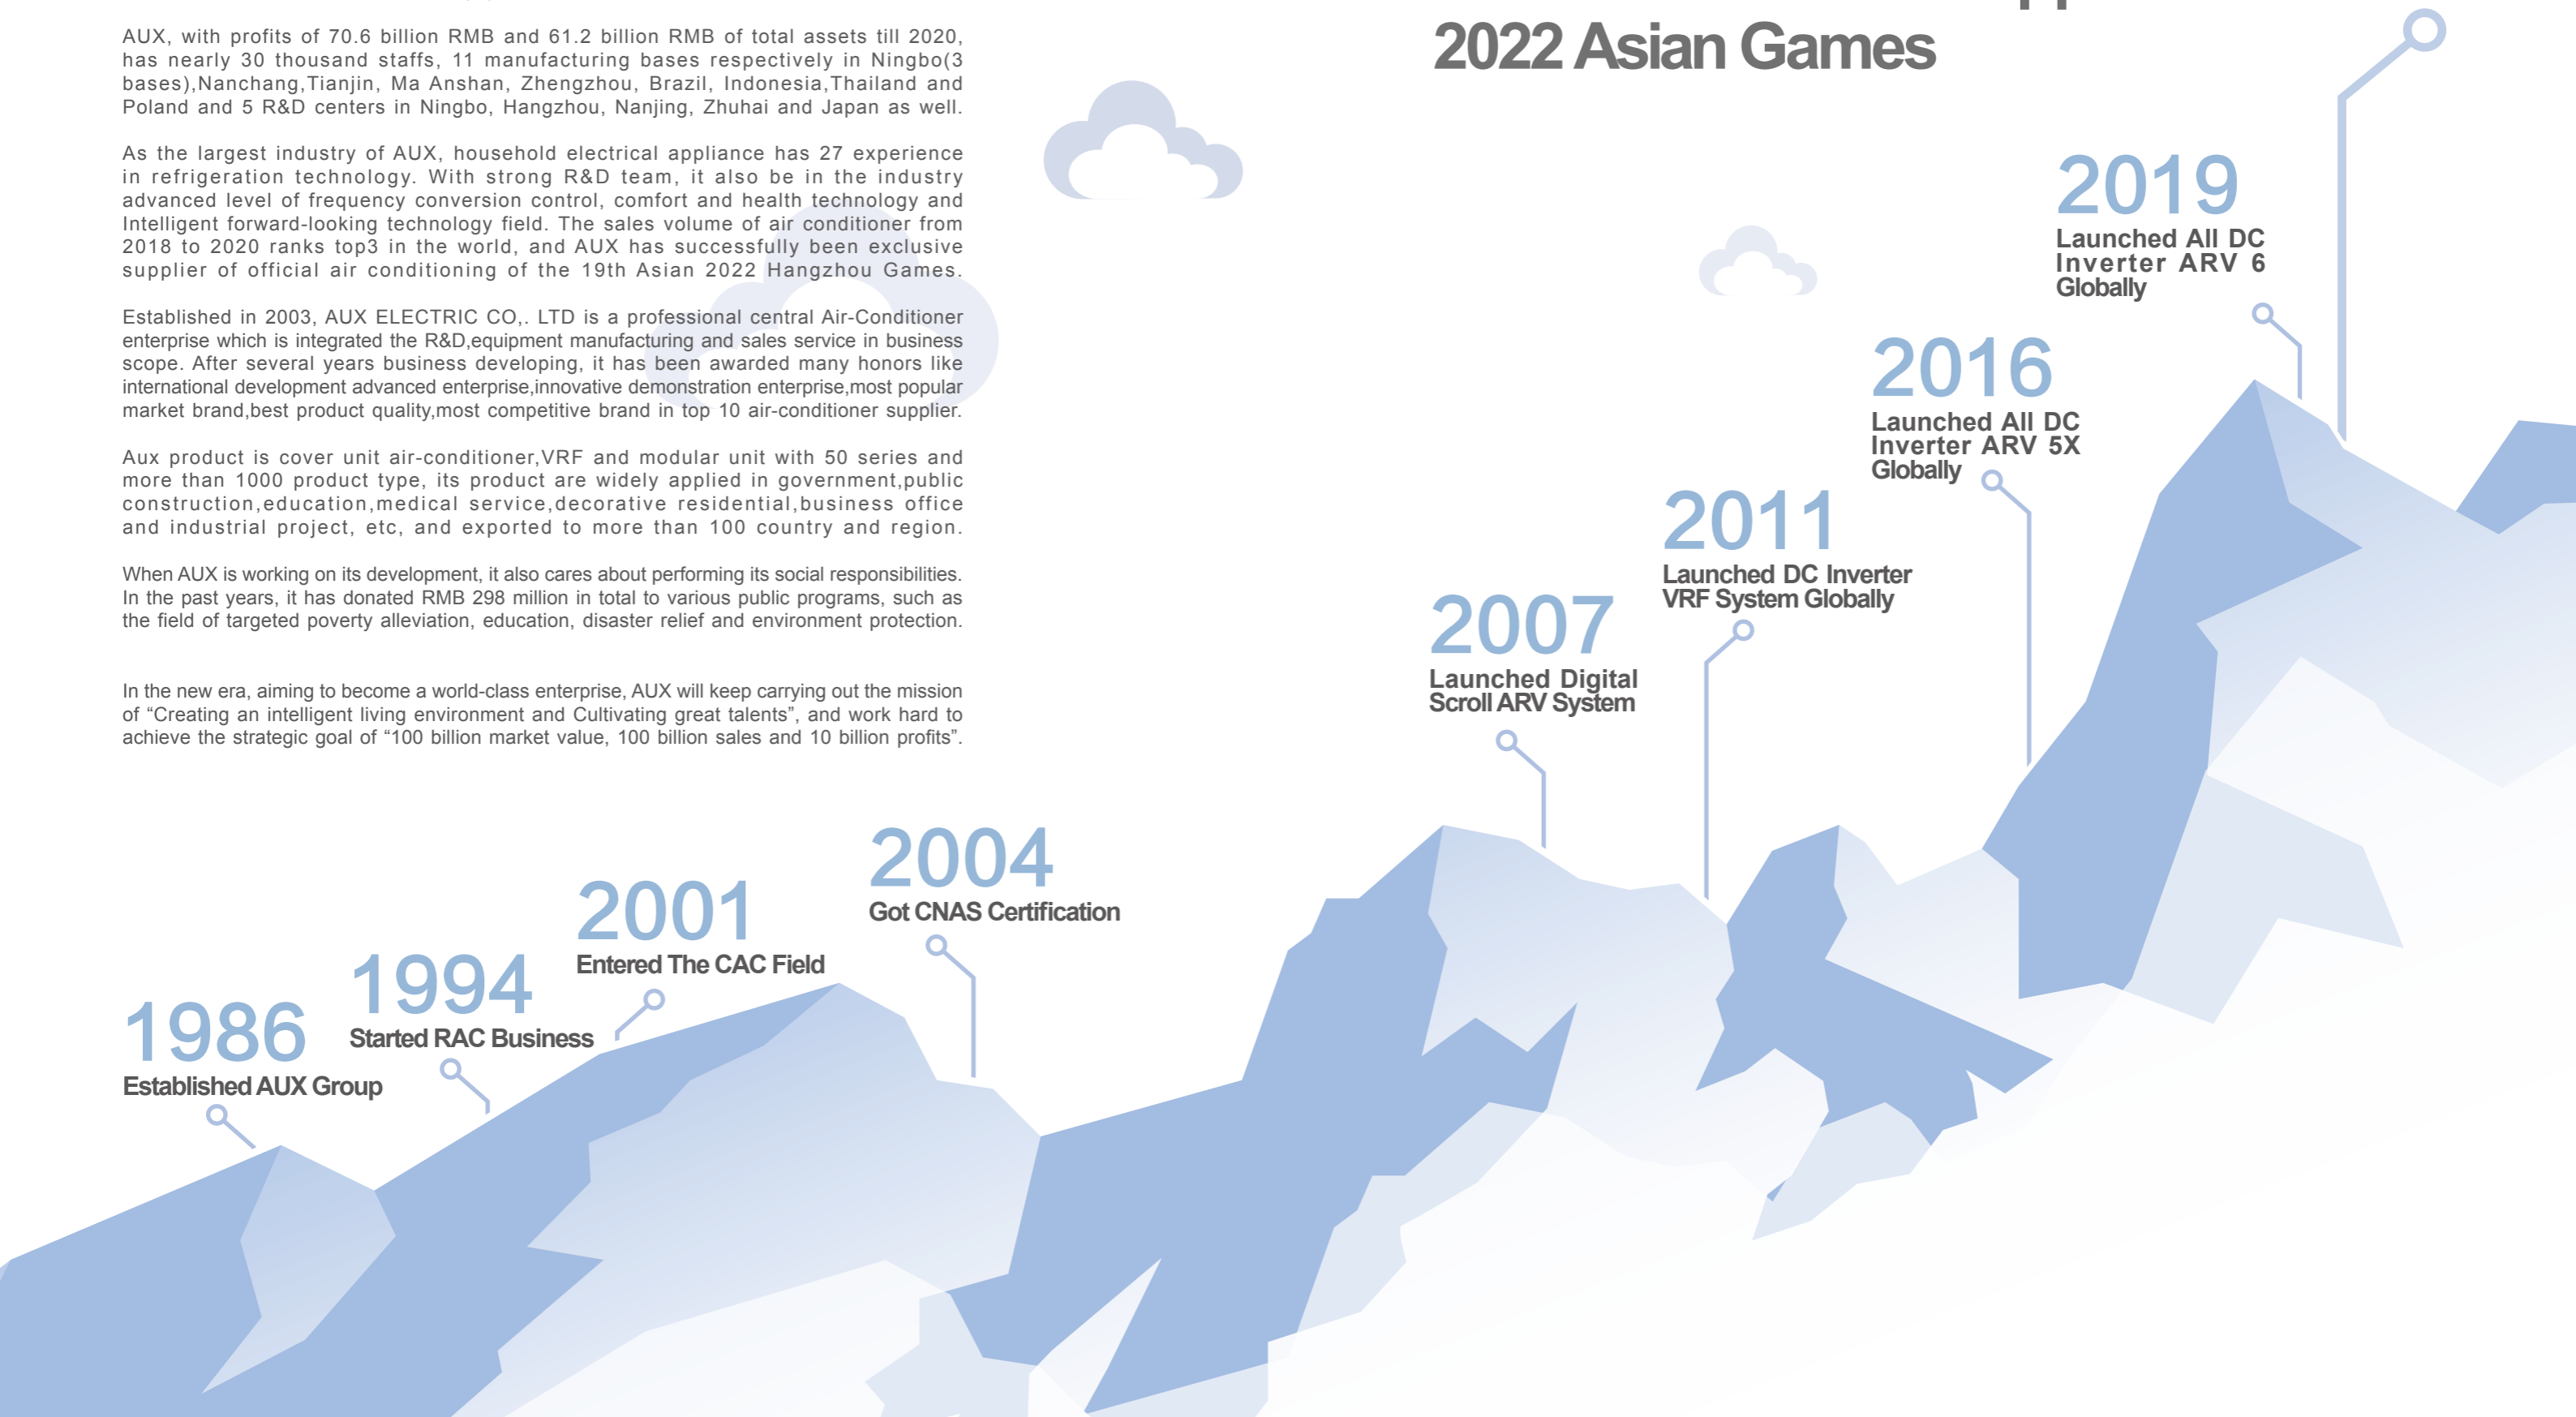 AUX, with profits of 70.6 billion RMB and 61.2 billion RMB of total assets till 2020,
has nearly 30 thousand staffs, 11 manufacturing bases respectively in Ningbo(3
bases),Nanchang,Tianjin, Ma Anshan, Zhengzhou, Brazil, Indonesia,Thailand and
Poland and 5 R&D centers in Ningbo, Hangzhou, Nanjing, Zhuhai and Japan as well.
As the largest industry of AUX, household electrical appliance has 27 experience
in refrigeration technology. With strong R&D team, it also be in the industry
advanced level of frequency conversion control, comfort and health technology and
Intelligent forward-looking technology field. The sales volume of air conditioner from
2018 to 2020 ranks top3 in the world, and AUX has successfully been exclusive
supplier of official air conditioning of the 19th Asian 2022 Hangzhou Games.
Established in 2003, AUX ELECTRIC CO,. LTD is a professional central Air-Conditioner
enterprise which is integrated the R&D,equipment manufacturing and sales service in business
scope. After several years business developing, it has been awarded many honors like
international development advanced enterprise,innovative demonstration enterprise,most popular
market brand,best product quality,most competitive brand in top 10 air-conditioner supplier.
Aux product is cover unit air-conditioner,VRF and modular unit with 50 series and
more than 1000 product type, its product are widely applied in government,public
construction,education,medical service,decorative residential,business office
and industrial project, etc, and exported to more than 100 country and region.
When AUX is working on its development, it also cares about performing its social responsibilities.
In the past years, it has donated RMB 298 million in total to various public programs, such as
the field of targeted poverty alleviation, education, disaster relief and environment protection.
In the new era, aiming to become a world-class enterprise, AUX will keep carrying out the mission
of “Creating an intelligent living environment and Cultivating great talents”, and work hard to
achieve the strategic goal of “100 billion market value, 100 billion sales and 10 billion profits”.
2022 Asian Games
1986
Established AUX Group
1994
Started RAC Business
2001
Entered The CAC Field
2004
Got CNAS Certification
2007
Launched Digital
Scroll ARV System
2011
Launched DC Inverter
VRF System Globally
2016
Launched All DC
Inverter ARV 5X
Globally
2019
Launched All DC
Inverter ARV 6
Globally